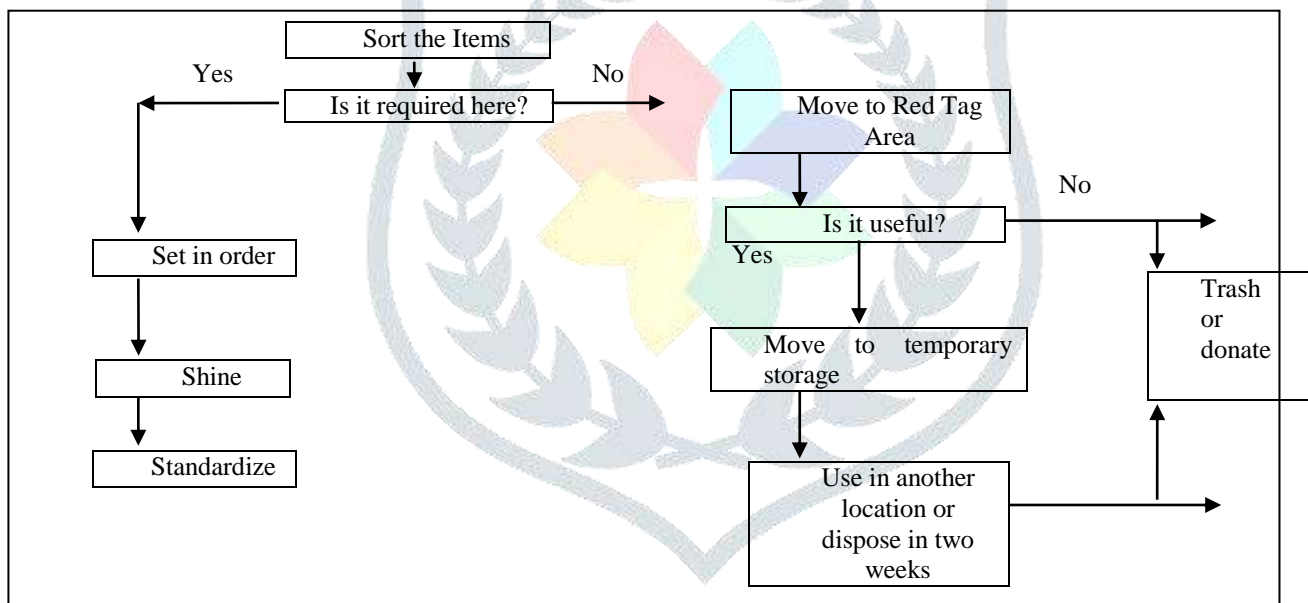 Sort the Items
Yes
No
Is it required here?
Move to Red Tag
Area
No
Is it useful?
Yes
Set in order
Trash
or
donate
Move to temporary
storage
Shine
Standardize
Use in another
location or
dispose in two
weeks